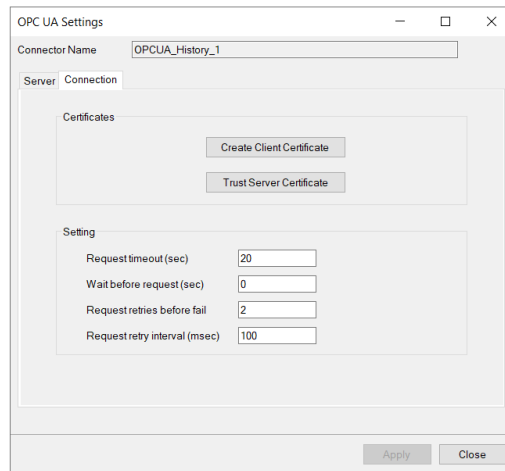 OPC UA Settings
Connector Name OPCUA_History_1
Server Connection
Certificates
Create Client Certificate
Trust Server Certificate
Setting
Request timeout (sec) 20
Wait before request (sec) 0
Request retries before fail 2
Request retry interval (msec) 100
Apply Close